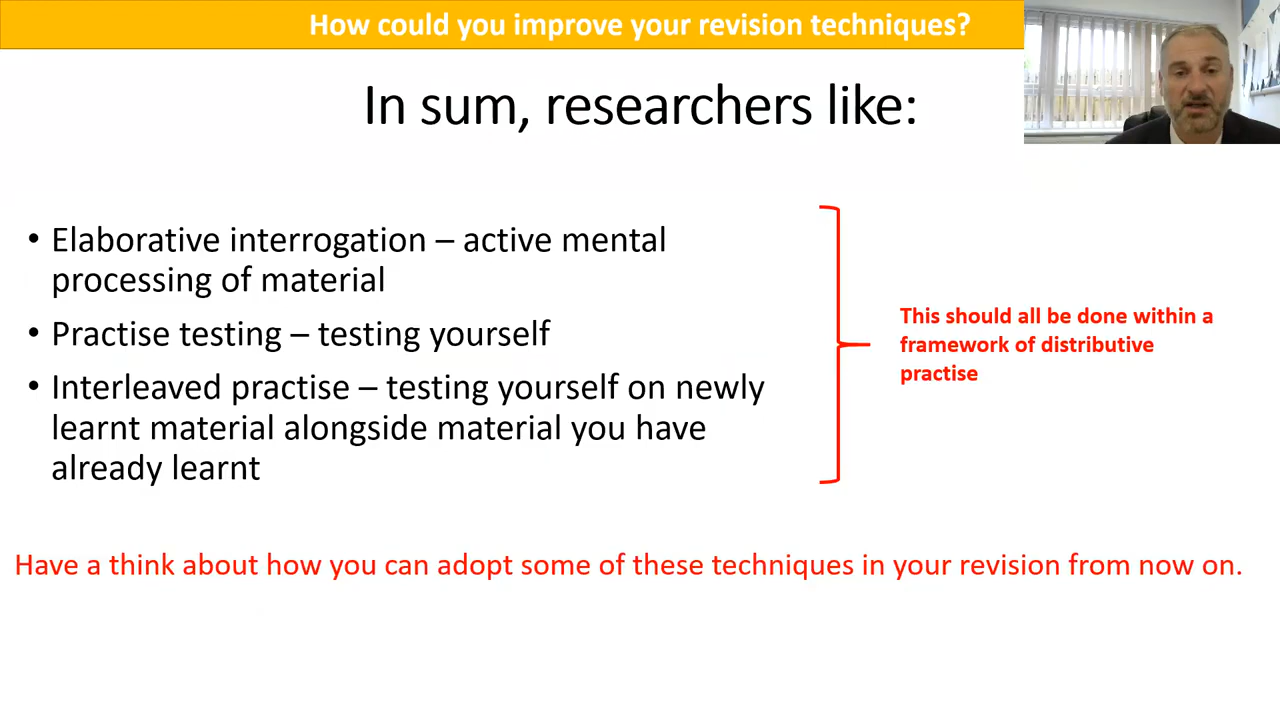 How could you improve your revision techniques?
In sum, researchers like:
• Elaborative interrogation – active mental
processing of material
• Practise testing – testing yourself
• Interleaved practise – testing yourself on newly
learnt material alongside material you have
already learnt
This should all be done within a
framework of distributive
practise
Have a think about how you can adopt some of these techniques in your revision from now on.